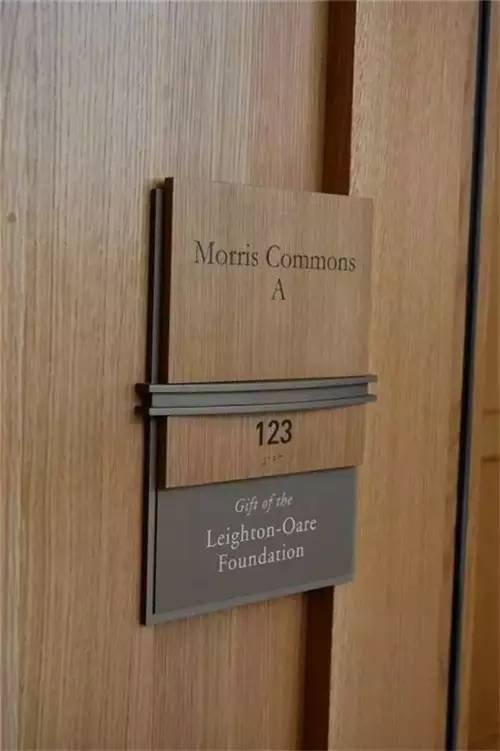 Morris Commons
A
123
Gift of the
Leighton-Oare
Foundation